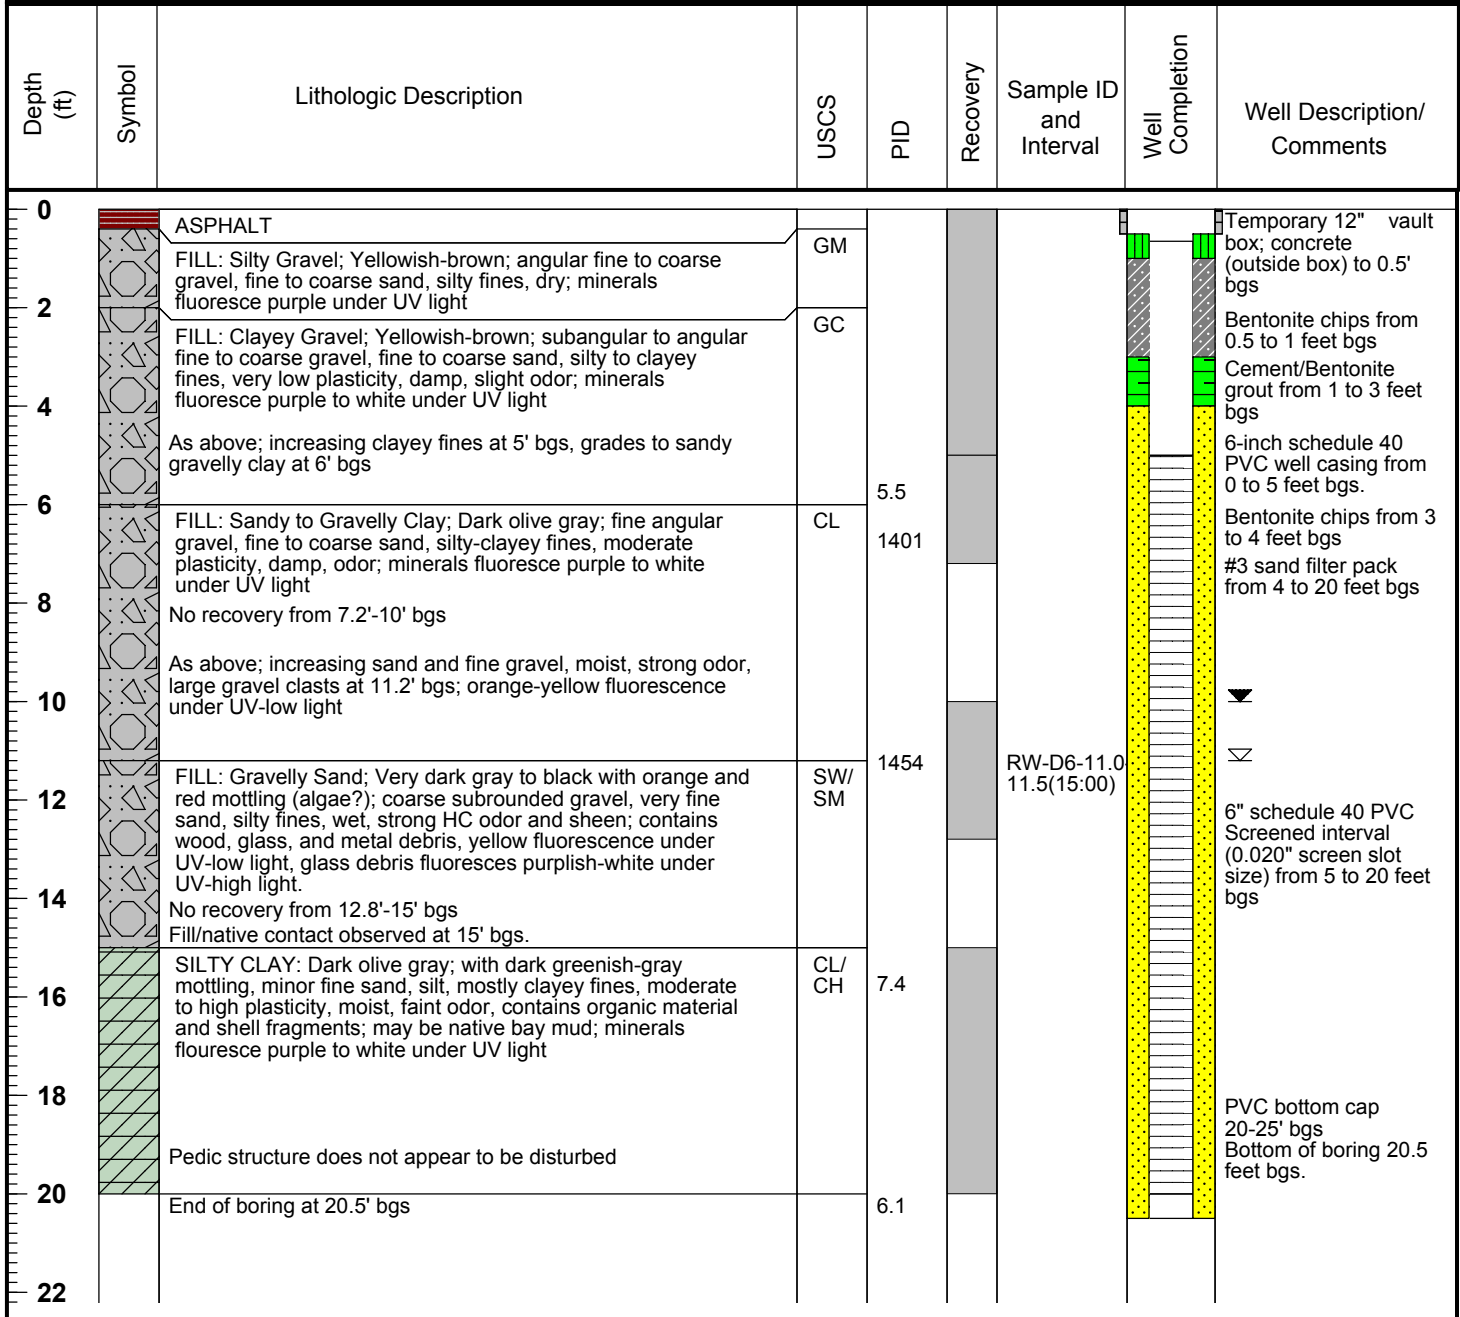 Depth
(ft)
Symbol
Lithologic Description
USCS
PID
Recovery
Sample ID
and
Interval
Well
Completion
Well Description/
Comments
0
2
4
6
8
10
12
14
16
18
20
22
ASPHALT
FILL: Silty Gravel; Yellowish-brown; angular fine to coarse
gravel, fine to coarse sand, silty fines, dry; minerals
fluoresce purple under UV light
FILL: Clayey Gravel; Yellowish-brown; subangular to angular
fine to coarse gravel, fine to coarse sand, silty to clayey
fines, very low plasticity, damp, slight odor; minerals
fluoresce purple to white under UV light
As above; increasing clayey fines at 5' bgs, grades to sandy
gravelly clay at 6' bgs
FILL: Sandy to Gravelly Clay; Dark olive gray; fine angular
gravel, fine to coarse sand, silty-clayey fines, moderate
plasticity, damp, odor; minerals fluoresce purple to white
under UV light
No recovery from 7.2'-10' bgs
As above; increasing sand and fine gravel, moist, strong odor,
large gravel clasts at 11.2' bgs; orange-yellow fluorescence
under UV-low light
FILL: Gravelly Sand; Very dark gray to black with orange and
red mottling (algae?); coarse subrounded gravel, very fine
sand, silty fines, wet, strong HC odor and sheen; contains
wood, glass, and metal debris, yellow fluorescence under
UV-low light, glass debris fluoresces purplish-white under
UV-high light.
No recovery from 12.8'-15' bgs
Fill/native contact observed at 15' bgs.
SILTY CLAY: Dark olive gray; with dark greenish-gray
mottling, minor fine sand, silt, mostly clayey fines, moderate
to high plasticity, moist, faint odor, contains organic material
and shell fragments; may be native bay mud; minerals
flouresce purple to white under UV light
Pedic structure does not appear to be disturbed
End of boring at 20.5' bgs
GM
GC
CL
SW/
SM
CL/
CH
5.5
1401
1454
7.4
6.1
RW-D6-11.0-
11.5(15:00)
Temporary 12" vault
box; concrete
(outside box) to 0.5'
bgs
Bentonite chips from
0.5 to 1 feet bgs
Cement/Bentonite
grout from 1 to 3 feet
bgs
6-inch schedule 40
PVC well casing from
0 to 5 feet bgs.
Bentonite chips from 3
to 4 feet bgs
#3 sand filter pack
from 4 to 20 feet bgs
6" schedule 40 PVC
Screened interval
(0.020" screen slot
size) from 5 to 20 feet
bgs
PVC bottom cap
20-25' bgs
Bottom of boring 20.5
feet bgs.